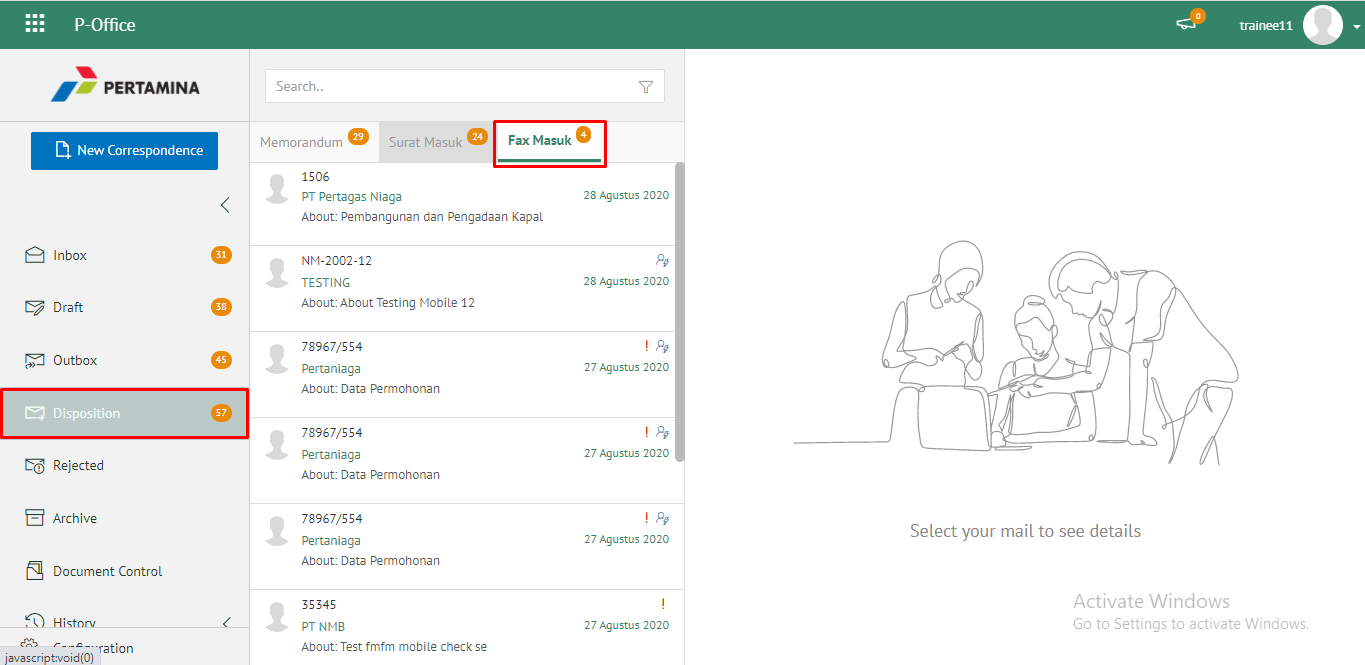 P-Office
0
trainee11
PERTAMINA
New Correspondence
Inbox 31
Draft 38
Outbox 45
Disposition 57
Rejected
Archive
Document Control
History
Configuration
javascript:void(0)
Search..
Memorandum 29
Surat Masuk 24
Fax Masuk 4
1506
PT Pertagas Niaga 28 Agustus 2020
About: Pembangunan dan Pengadaan Kapal
NM-2002-12
TESTING 28 Agustus 2020
About: About Testing Mobile 12
78967/554 !
Pertaniaga 27 Agustus 2020
About: Data Permohonan
78967/554 !
Pertaniaga 27 Agustus 2020
About: Data Permohonan
78967/554 !
Pertaniaga 27 Agustus 2020
About: Data Permohonan
35345 !
PT NMB 27 Agustus 2020
About: Test fmfm mobile check se
Select your mail to see details
Activate Windows
Go to Settings to activate Windows.